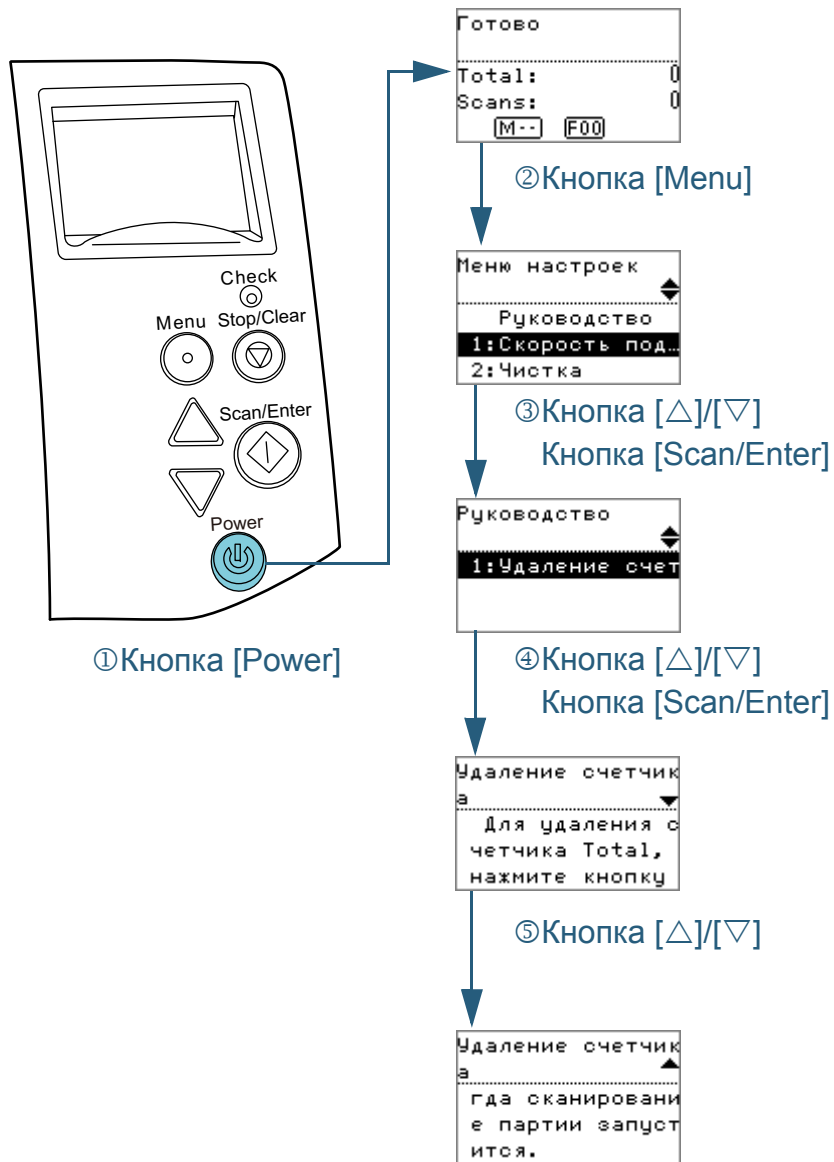 Готово
Total: 0
Scans: 0
M-- F00
②Кнопка [Menu]
Меню настроек
Руководство
1:Скорость под…
2:Чистка
③Кнопка [△]/[▽]
Кнопка [Scan/Enter]
Руководство
1:Удаление счет
④Кнопка [△]/[▽]
Кнопка [Scan/Enter]
Удаление счетчик
а
Для удаления с
четчика Total,
нажмите кнопку
⑤Кнопка [△]/[▽]
Удаление счетчик
а
гда сканировани
е партии запуст
ится.
Check
Menu Stop/Clear
Scan/Enter
Power
①Кнопка [Power]